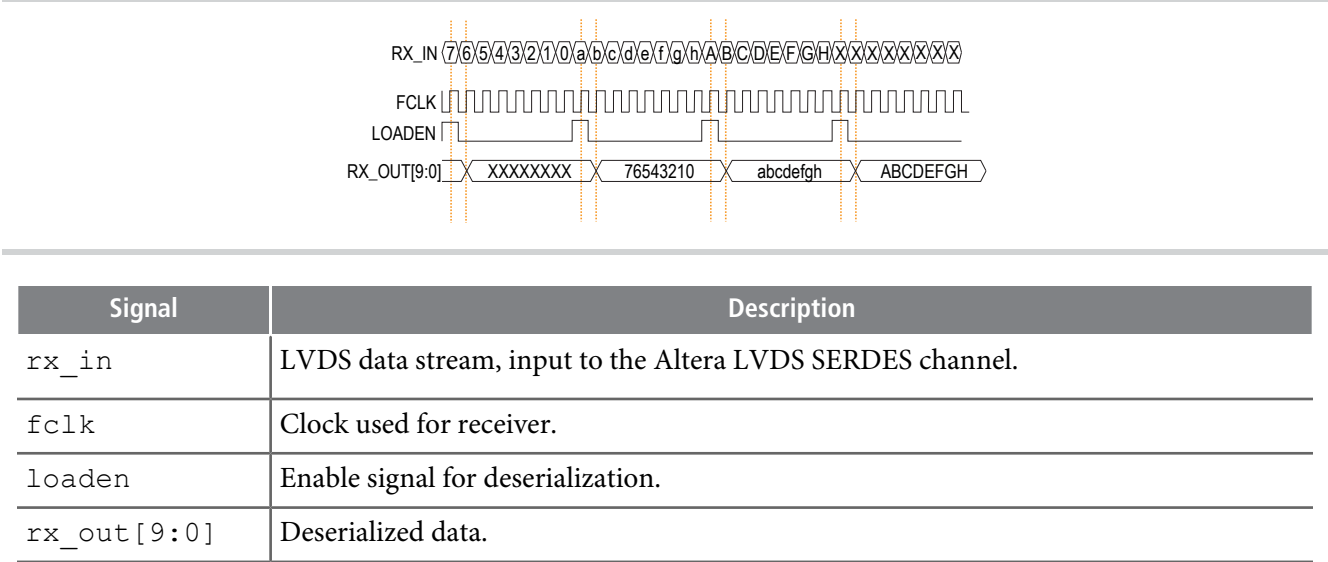 RX_IN 7 6 5 4 3 2 1 0 a b c d e f g h A B C D E F G H X X X X X X X X
FCLK
LOADEN
RX_OUT[9:0] XXXXXXXX 76543210 abcdefgh ABCDEFGH
Signal Description
rx_in LVDS data stream, input to the Altera LVDS SERDES channel.
fclk Clock used for receiver.
loaden Enable signal for deserialization.
rx_out[9:0] Deserialized data.